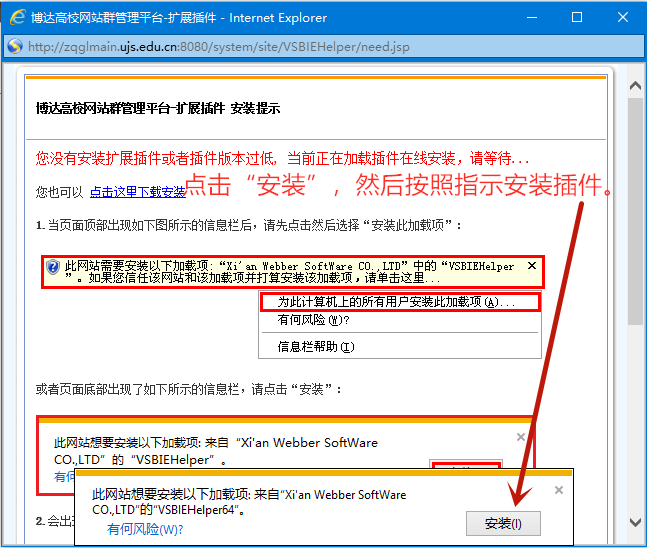 博达高校网站群管理平台-扩展插件 - Internet Explorer
http://zqglmain.ujs.edu.cn:8080/system/site/VSBIEHelper/need.jsp
博达高校网站群管理平台-扩展插件 安装提示
您没有安装扩展插件或者插件版本过低, 当前正在加载插件在线安装，请等待...
您也可以 点击这里下载安装
点击“安装”，然后按照指示安装插件。
1. 当页面顶部出现如下图所示的信息栏后，请先点击然后选择“安装此加载项”：
此网站需要安装以下加载项: “Xi'an Webber SoftWare CO.,LTD”中的“VSBIEHelper
”。如果您信任该网站和该加载项并打算安装该加载项，请单击这里...
为此计算机上的所有用户安装此加载项(A)...
有何风险(W)?
信息栏帮助(I)
或者页面底部出现了如下所示的信息栏，请点击“安装”：
此网站想要安装以下加载项: 来自“Xi'an Webber SoftWare
CO.,LTD”的“VSBIEHelper”。
有何
此网站想要安装以下加载项: 来自“Xi'an Webber SoftWare
CO.,LTD”的“VSBIEHelper64”。
有何风险(W)?
安装(I)
2. 会出